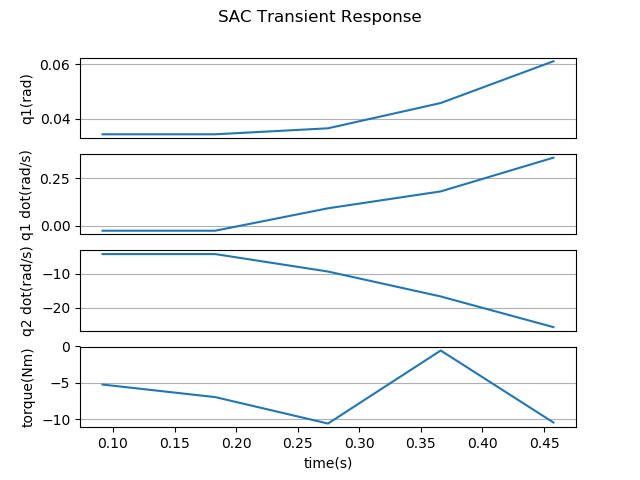 SAC Transient Response
q1(rad)
0.06
0.04
q1 dot(rad/s)
0.25
0.00
q2 dot(rad/s)
−10
−20
torque(Nm)
0
−5
−10
0.10 0.15 0.20 0.25 0.30 0.35 0.40 0.45
time(s)